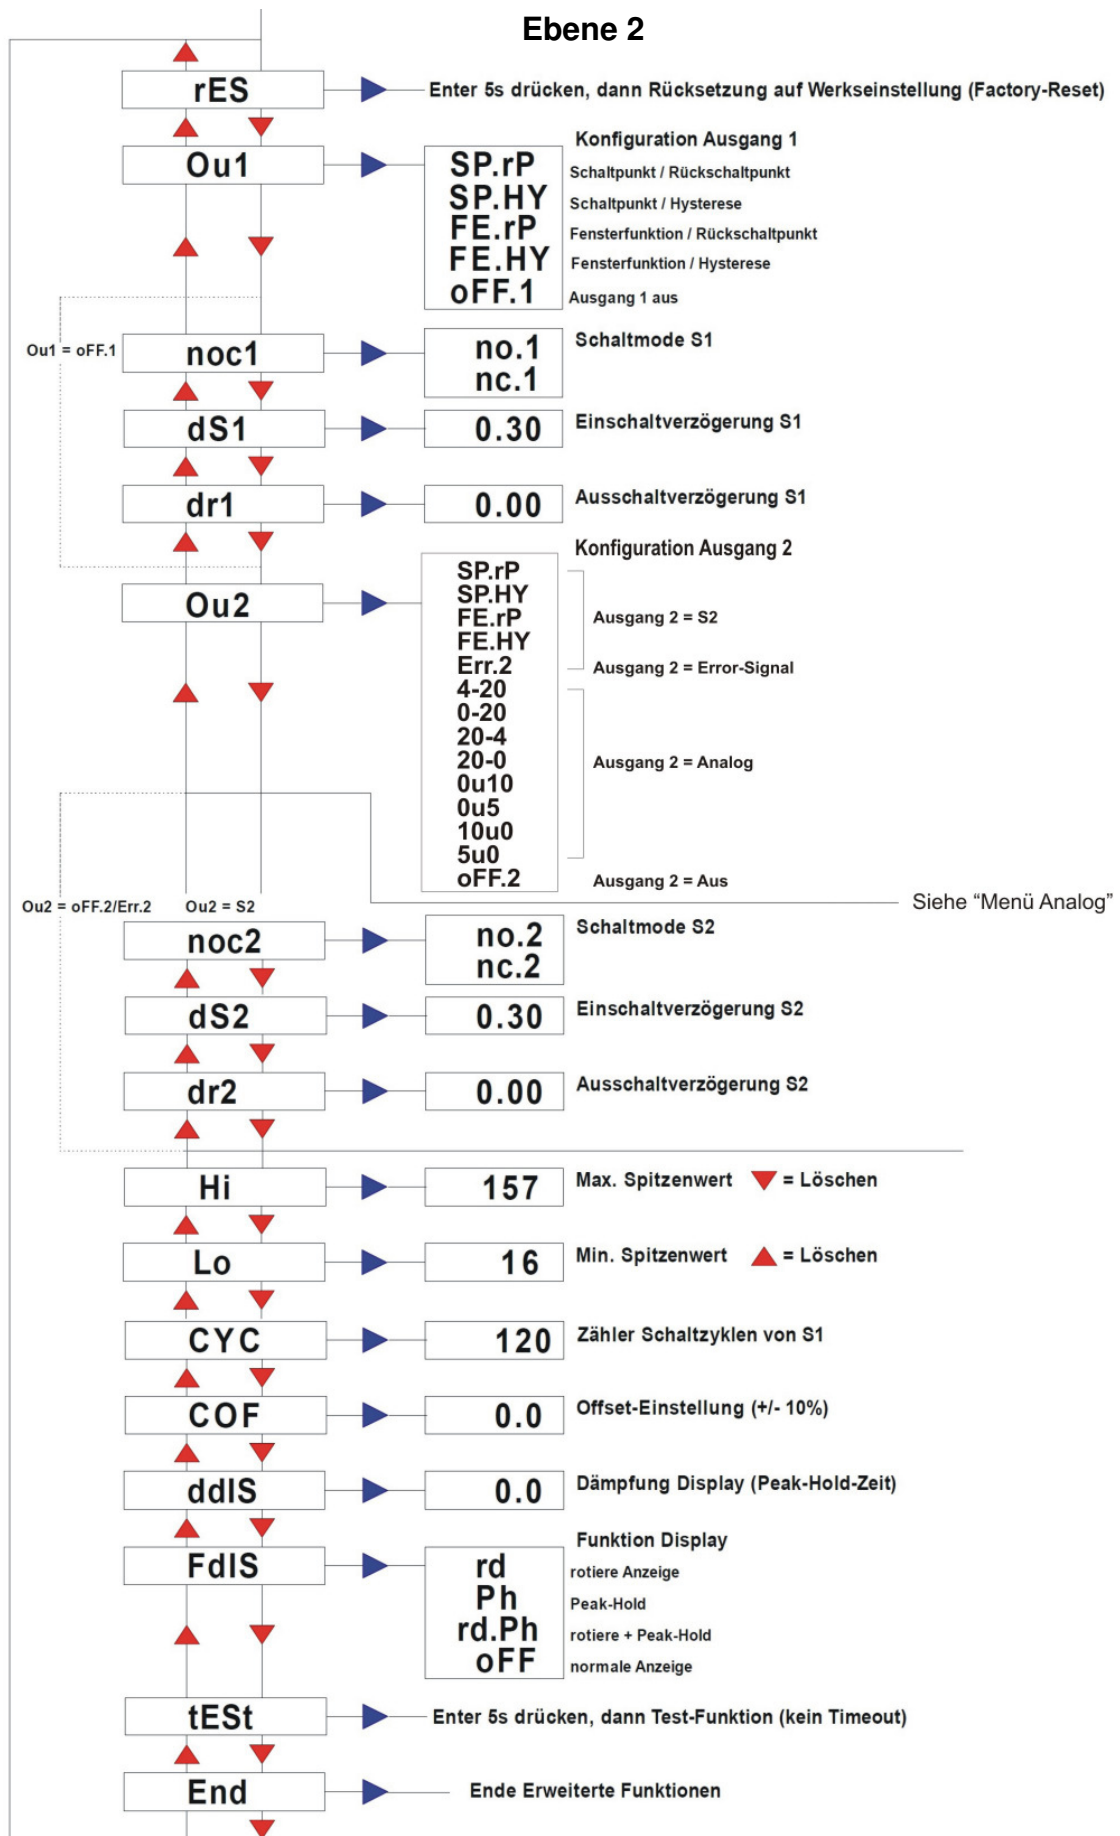 Ebene 2
rES
Enter 5s drücken, dann Rücksetzung auf Werkseinstellung (Factory-Reset)
Ou1
Konfiguration Ausgang 1
SP.rP Schaltpunkt / Rückschaltpunkt
SP.HY Schaltpunkt / Hysterese
FE.rP Fensterfunktion / Rückschaltpunkt
FE.HY Fensterfunktion / Hysterese
oFF.1 Ausgang 1 aus
Ou1 = oFF.1
noc1
no.1
nc.1
Schaltmode S1
dS1
0.30
Einschaltverzögerung S1
dr1
0.00
Ausschaltverzögerung S1
Ou2
Konfiguration Ausgang 2
SP.rP
SP.HY
FE.rP
FE.HY
Ausgang 2 = S2
Err.2
Ausgang 2 = Error-Signal
4-20
0-20
20-4
20-0
0u10
0u5
10u0
5u0
Ausgang 2 = Analog
oFF.2
Ausgang 2 = Aus
Siehe “Menü Analog”
Ou2 = oFF.2/Err.2
Ou2 = S2
noc2
no.2
nc.2
Schaltmode S2
dS2
0.30
Einschaltverzögerung S2
dr2
0.00
Ausschaltverzögerung S2
Hi
157
Max. Spitzenwert = Löschen
Lo
16
Min. Spitzenwert = Löschen
CYC
120
Zähler Schaltzyklen von S1
COF
0.0
Offset-Einstellung (+/- 10%)
ddIS
0.0
Dämpfung Display (Peak-Hold-Zeit)
FdIS
Funktion Display
rd rotiere Anzeige
Ph Peak-Hold
rd.Ph rotiere + Peak-Hold
oFF normale Anzeige
tESt
Enter 5s drücken, dann Test-Funktion (kein Timeout)
End
Ende Erweiterte Funktionen